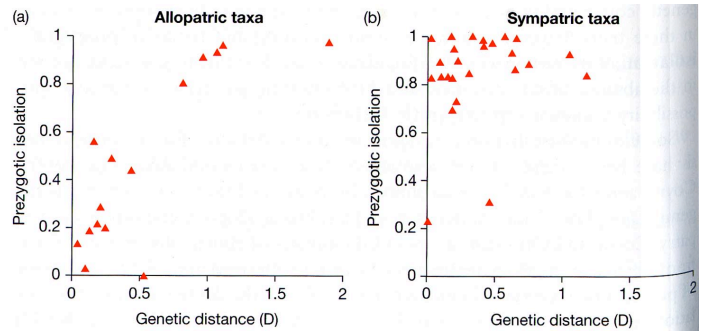 (a)
Allopatric taxa
1
0.8
0.6
0.4
0.2
0
0
0.5
1
1.5
2
Prezygotic isolation
Genetic distance (D)
(b)
Sympatric taxa
1
0.8
0.6
0.4
0.2
0
0
0.5
1
1.5
2
Prezygotic isolation
Genetic distance (D)